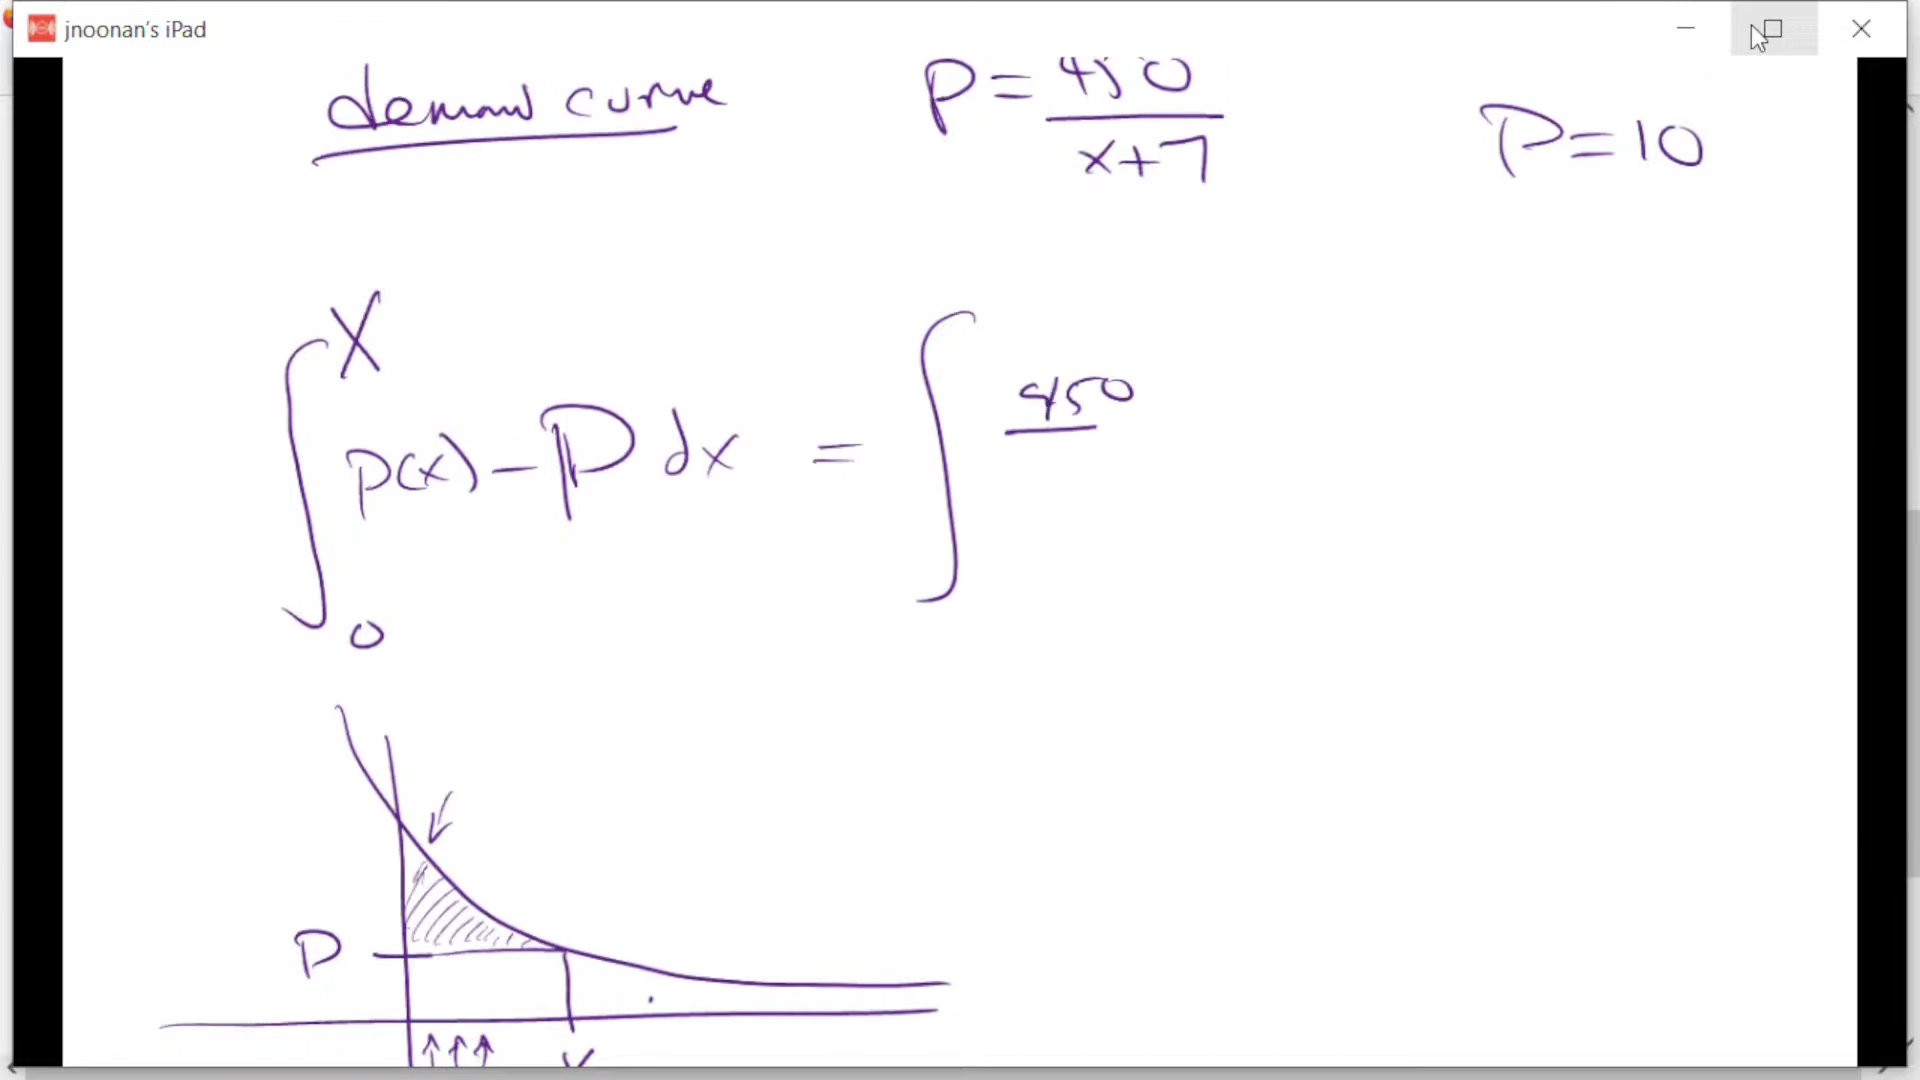 jnoonan's iPad
demand curve P = 450 / x+7 P=10
∫ 0 X p(x) - P dx = ∫ 450
P
↑↑↑ X